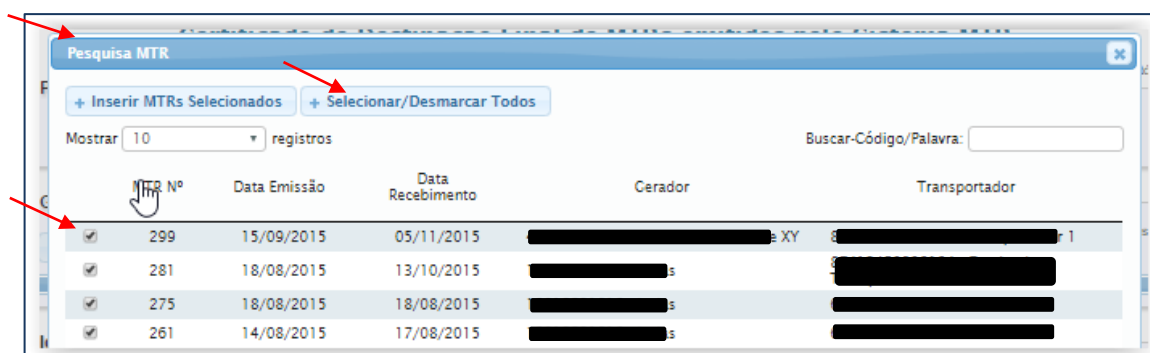 Pesquisa MTR
+ Inserir MTRs Selecionados + Selecionar/Desmarcar Todos
Mostrar 10 registros Buscar-Código/Palavra:
MTR Nº Data Emissão Data Recebimento Gerador Transportador
299 15/09/2015 05/11/2015 e XY 8 r 1
281 18/08/2015 13/10/2015 s
275 18/08/2015 18/08/2015 s
261 14/08/2015 17/08/2015 s